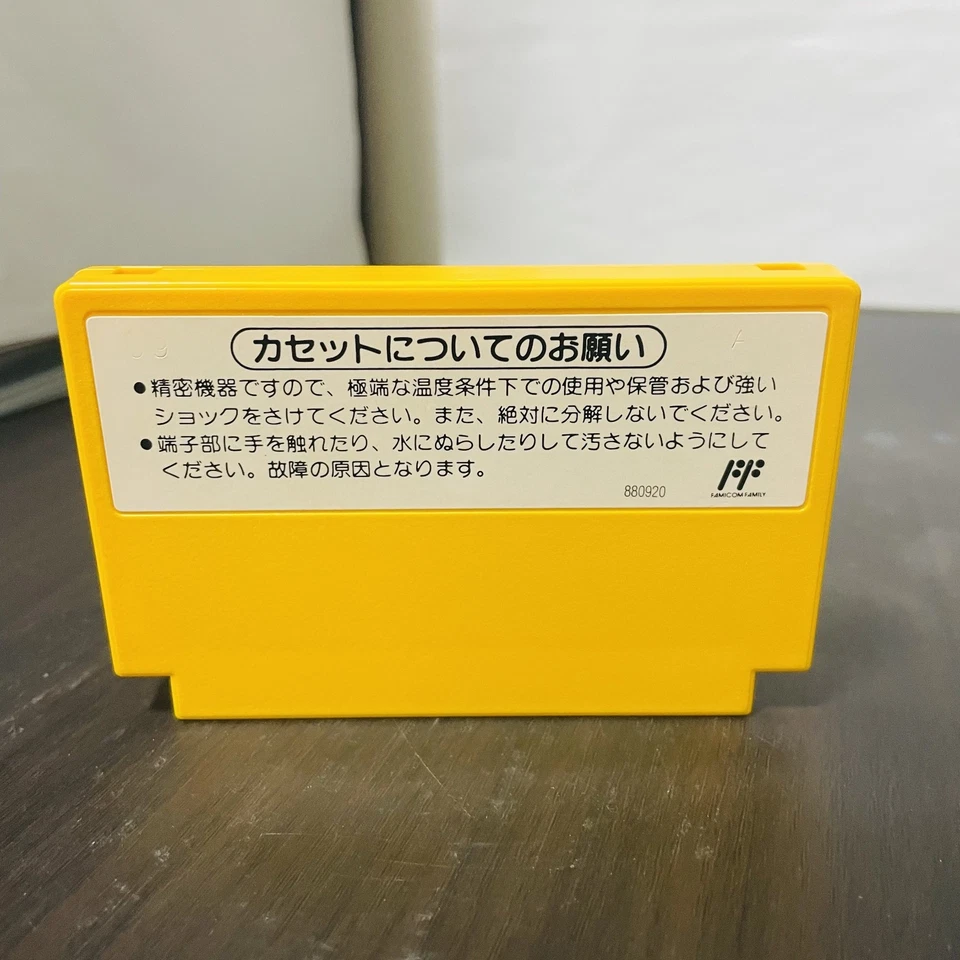 カセットについてのお願い
●精密機器ですので、極端な温度条件下での使用や保管および強い
ショックをさけてください。また、絶対に分解しないでください。
●端子部に手を触れたり、水にぬらしたりして汚さないようにして
ください。故障の原因となります。
880920
FAMICOM FAMILY
A